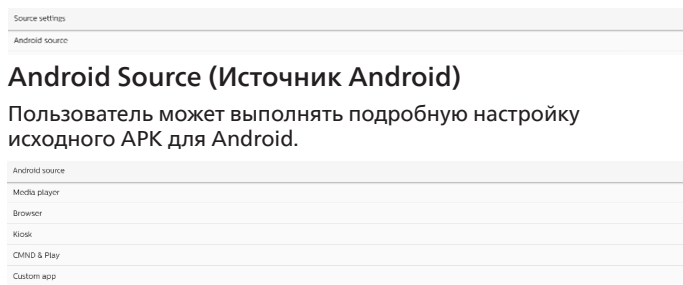 Source settings
Android source
Android Source (Источник Android)
Пользователь может выполнять подробную настройку
исходного APK для Android.
Android source
Media player
Browser
Kiosk
CMND & Play
Custom app